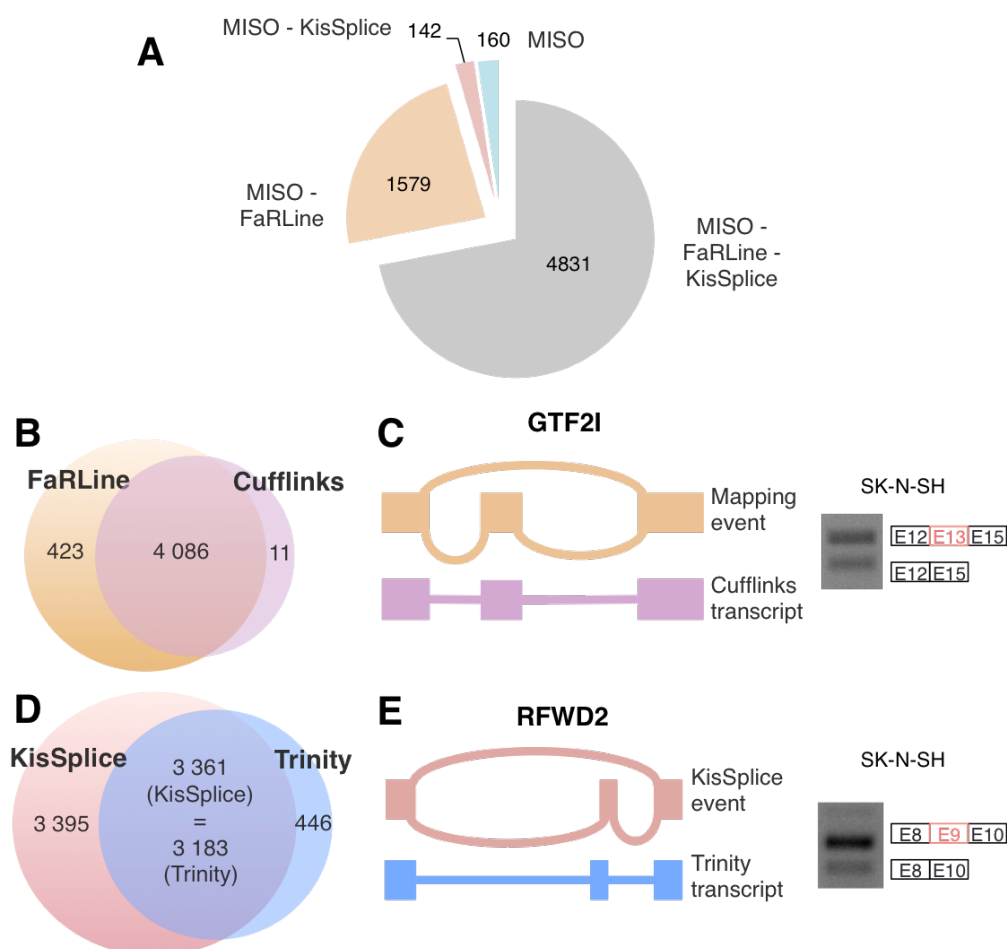 A
MISO - KisSplice
142
160
MISO
1579
MISO -
FaRLine
4831
MISO -
FaRLine -
KisSplice
B
FaRLine
Cufflinks
423
4 086
11
C
GTF2I
Mapping
event
Cufflinks
transcript
SK-N-SH
E12 E13 E15
E12 E15
D
KisSplice
Trinity
3 395
3 361
(KisSplice)
=
3 183
(Trinity)
446
E
RFWD2
KisSplice
event
Trinity
transcript
SK-N-SH
E8 E9 E10
E8 E10